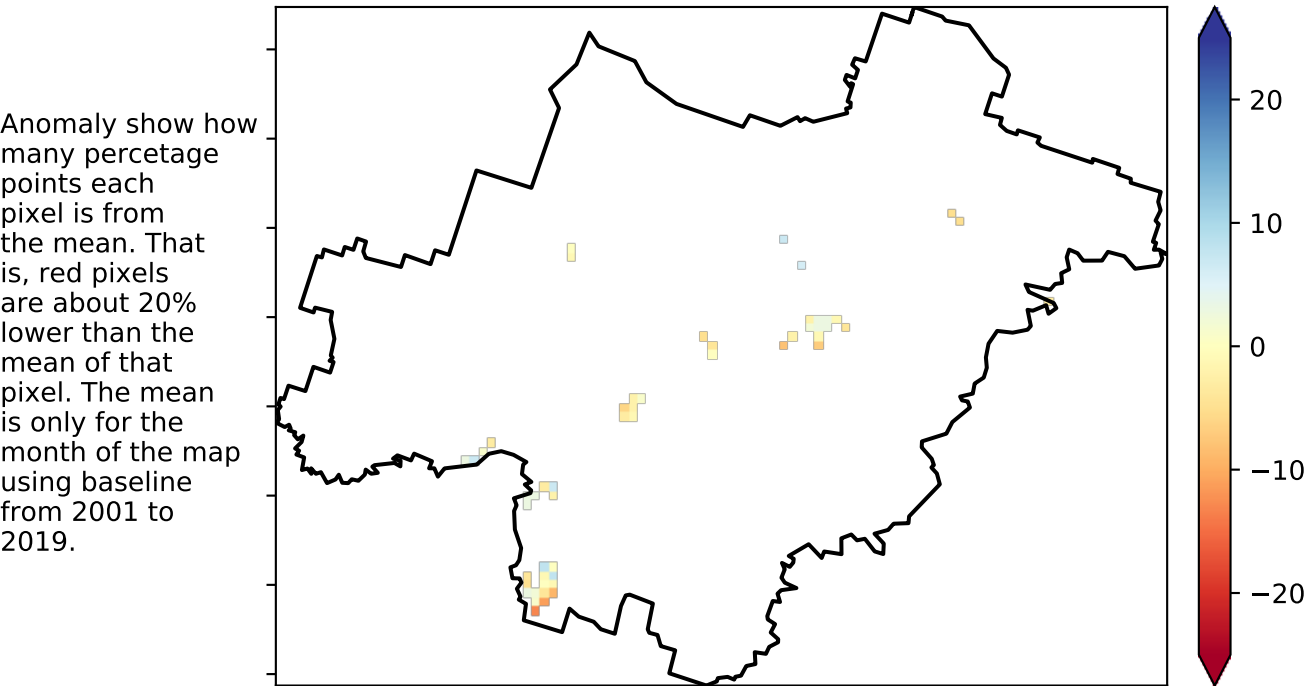 Anomaly show how
many percetage
points each
pixel is from
the mean. That
is, red pixels
are about 20%
lower than the
mean of that
pixel. The mean
is only for the
month of the map
using baseline
from 2001 to
2019.
20
10
0
−10
−20